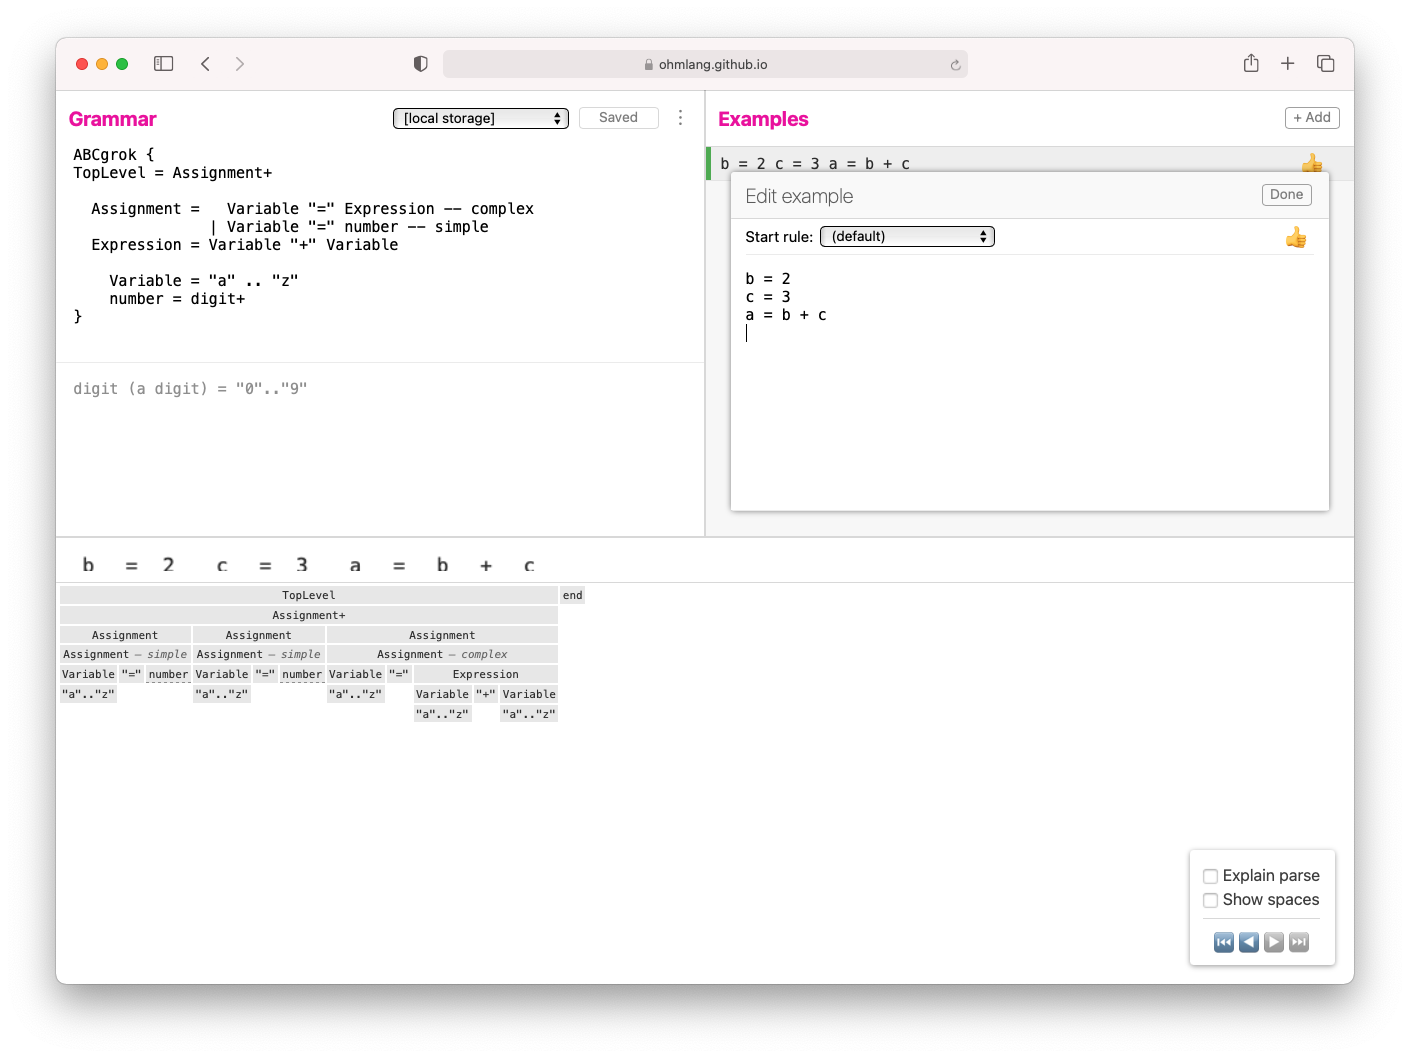 ohmlang.github.io
Grammar
[local storage]
Saved
ABCgrok {
TopLevel = Assignment+
Assignment =   Variable "=" Expression -- complex
| Variable "=" number -- simple
Expression = Variable "+" Variable
Variable = "a" .. "z"
number = digit+
}
digit (a digit) = "0".."9"
Examples
+ Add
b = 2 c = 3 a = b + c
Edit example
Done
Start rule: (default)
b = 2
c = 3
a = b + c
b = 2 c = 3 a = b + c
TopLevel end
Assignment+
Assignment Assignment Assignment
Assignment – simple Assignment – simple Assignment – complex
Variable "=" number Variable "=" number Variable "=" Expression
"a".."z" "a".."z" "a".."z" Variable "+" Variable
"a".."z" "a".."z"
Explain parse
Show spaces